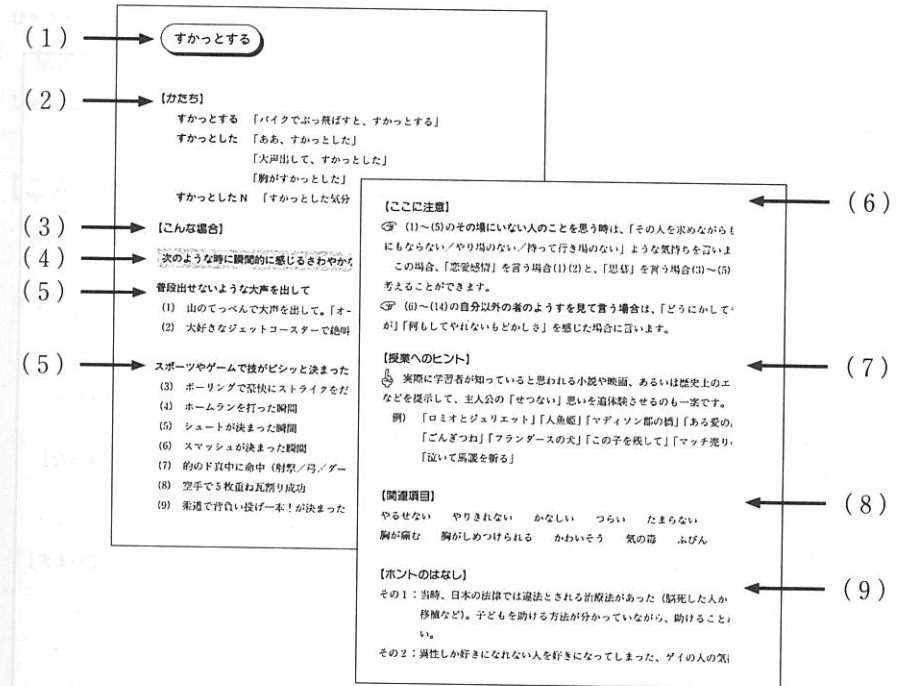 (1)
すかっとする
(2)
【かたち】
すかっとする 「バイクでぶっ飛ばすと、すかっとする」
すかっとした 「ああ、すかっとした」
「大声出して、すかっとした」
「胸がすかっとした」
すかっとしたN 「すかっとした気分
(3)
【こんな場合】
(4)
次のような時に瞬間的に感じるさわやかな
(5)
普段出せないような大声を出して
(1) 山のてっぺんで大声を出して。「オー
(2) 大好きなジェットコースターで絶叫
(5)
スポーツやゲームで技がビシッと決まった
(3) ボーリングで豪快にストライクをだ
(4) ホームランを打った瞬間
(5) シュートが決まった瞬間
(6) スマッシュが決まった瞬間
(7) 的のド真中に命中(射撃/弓/ダー
(8) 空手で5枚重ね瓦割り成功
(9) 柔道で背負い投げ一本!が決まった
(6)
【ここに注意】
☞ (1)~(5)のその場にいない人のことを思う時は、「その人を求めながらも
にもならない/やり場のない/持って行き場のない」ような気持ちを言いま
この場合、「恋愛感情」を言う場合(1)(2)と、「思慕」を言う場合(3)~(5)
考えることができます。
☞ (6)~(14)の自分以外の者のようすを見て言う場合は、「どうにかして
が」「何もしてやれないもどかしさ」を感じた場合に言います。
(7)
【授業へのヒント】
実際に学習者が知っていると思われる小説や映画、あるいは歴史上のエ
などを提示して、主人公の「せつない」思いを追体験させるのも一案です。
例) 「ロミオとジュリエット」「人魚姫」「マディソン郡の橋」「ある愛の
「ごんぎつね」「フランダースの犬」「この子を残して」「マッチ売り
「泣いて馬謖を斬る」
(8)
【関連項目】
やるせない やりきれない かなしい つらい たまらない
胸が痛む 胸がしめつけられる かわいそう 気の毒 ふびん
(9)
【ホントのはなし】
その1:当時、日本の法律では違法とされる治療法があった(脳死した人か
移植など)。子どもを助ける方法が分かっていながら、助けること
い。
その2:異性しか好きになれない人を好きになってしまった、ゲイの人の気